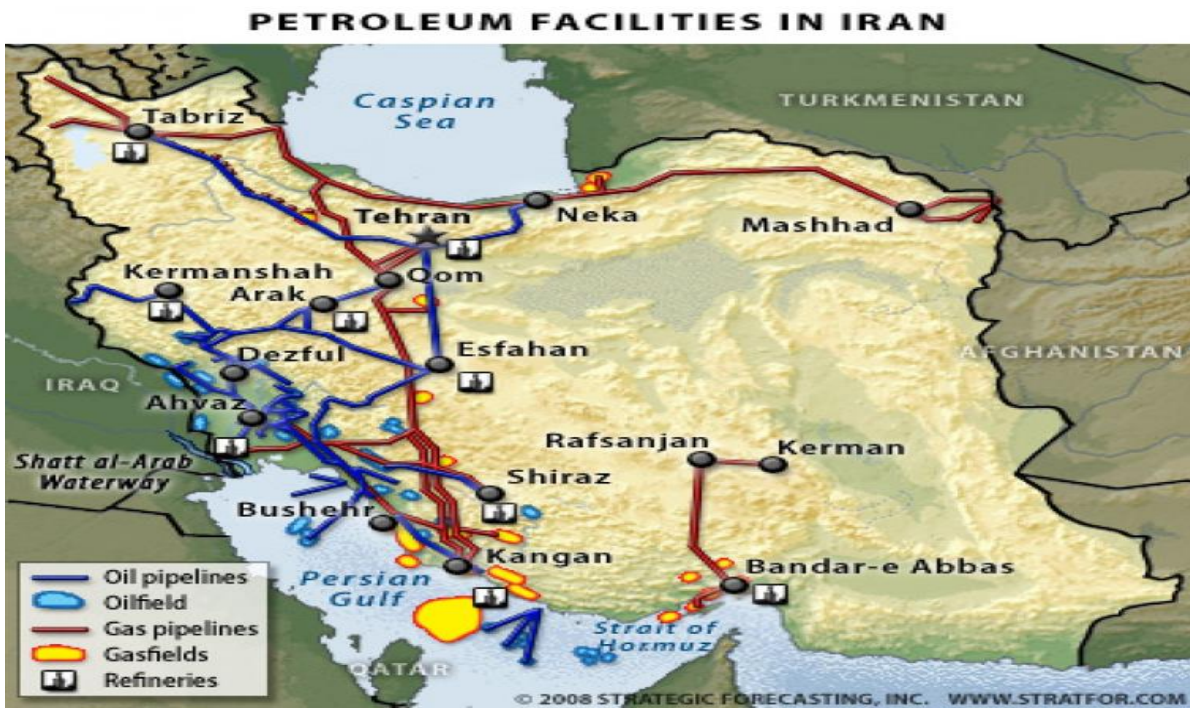 PETROLEUM FACILITIES IN IRAN
Caspian
Sea
TURKMENISTAN
Tabriz
Tehran
Neka
Mashhad
Kermanshah
Qom
Arak
Dezful
Esfahan
AFGHANISTAN
IRAQ
Ahvaz
Rafsanjan
Kerman
Shatt al-Arab
Waterway
Shiraz
Bushehr
Kangan
Bandar-e Abbas
Persian
Gulf
Strait of
Hormuz
QATAR
Oil pipelines
Oilfield
Gas pipelines
Gasfields
Refineries
© 2008 STRATEGIC FORECASTING, INC. WWW.STRATFOR.COM